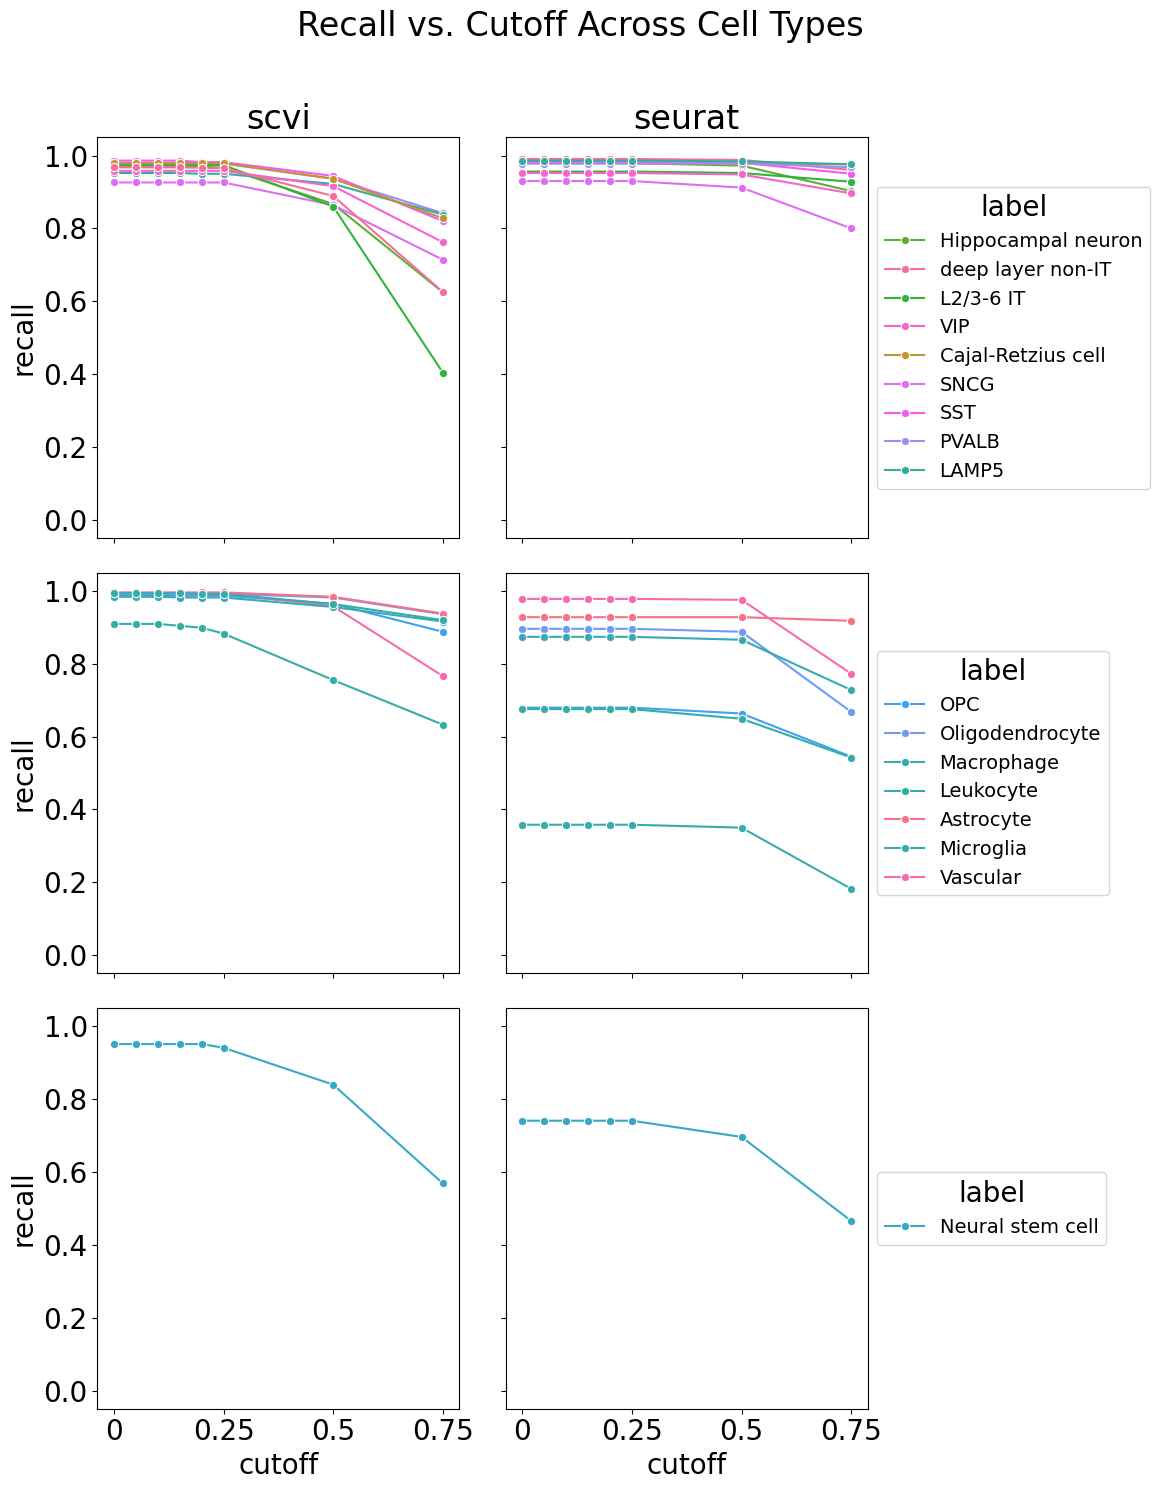 Recall vs. Cutoff Across Cell Types
scvi
seurat
1.0
0.8
0.6
0.4
0.2
0.0
recall
label
Hippocampal neuron
deep layer non-IT
L2/3-6 IT
VIP
Cajal-Retzius cell
SNCG
SST
PVALB
LAMP5
1.0
0.8
0.6
0.4
0.2
0.0
recall
label
OPC
Oligodendrocyte
Macrophage
Leukocyte
Astrocyte
Microglia
Vascular
1.0
0.8
0.6
0.4
0.2
0.0
recall
label
Neural stem cell
0 0.25 0.5 0.75
cutoff
0 0.25 0.5 0.75
cutoff